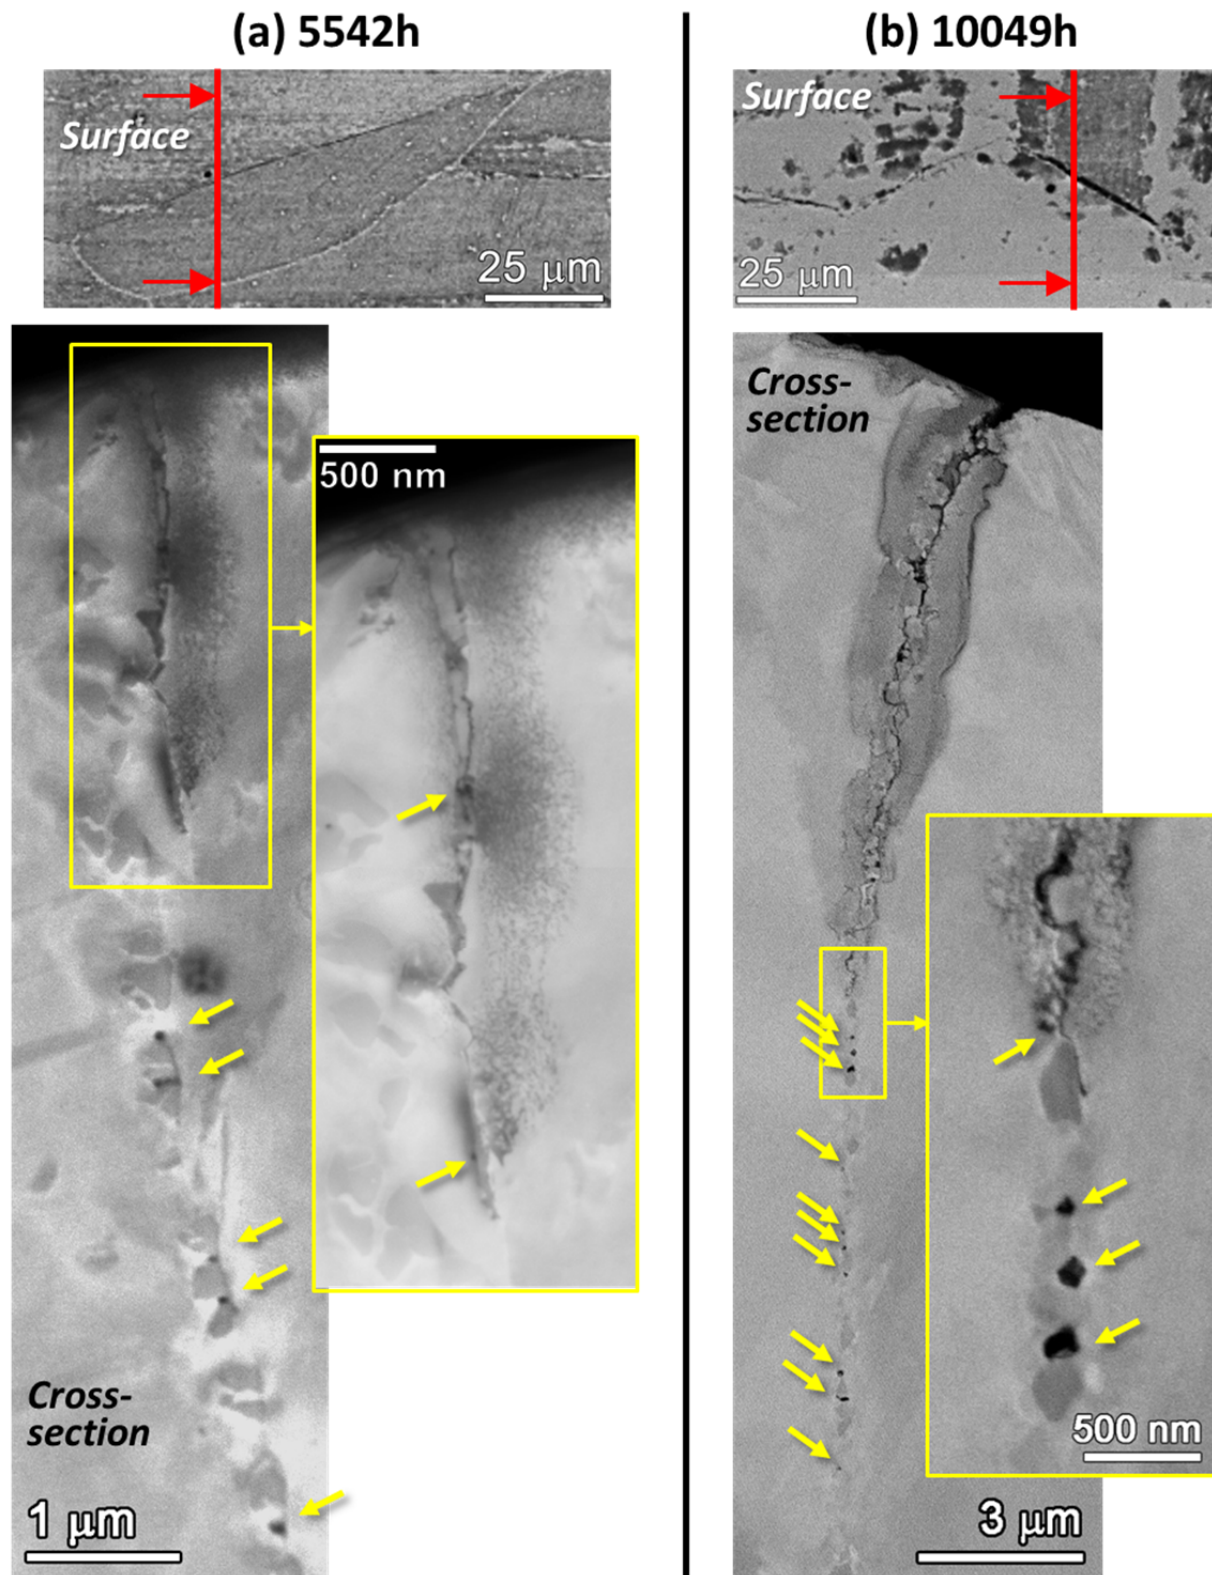 (a) 5542h
(b) 10049h
Surface
25 μm
Surface
25 μm
500 nm
Cross-
section
1 μm
Cross-
section
500 nm
3 μm